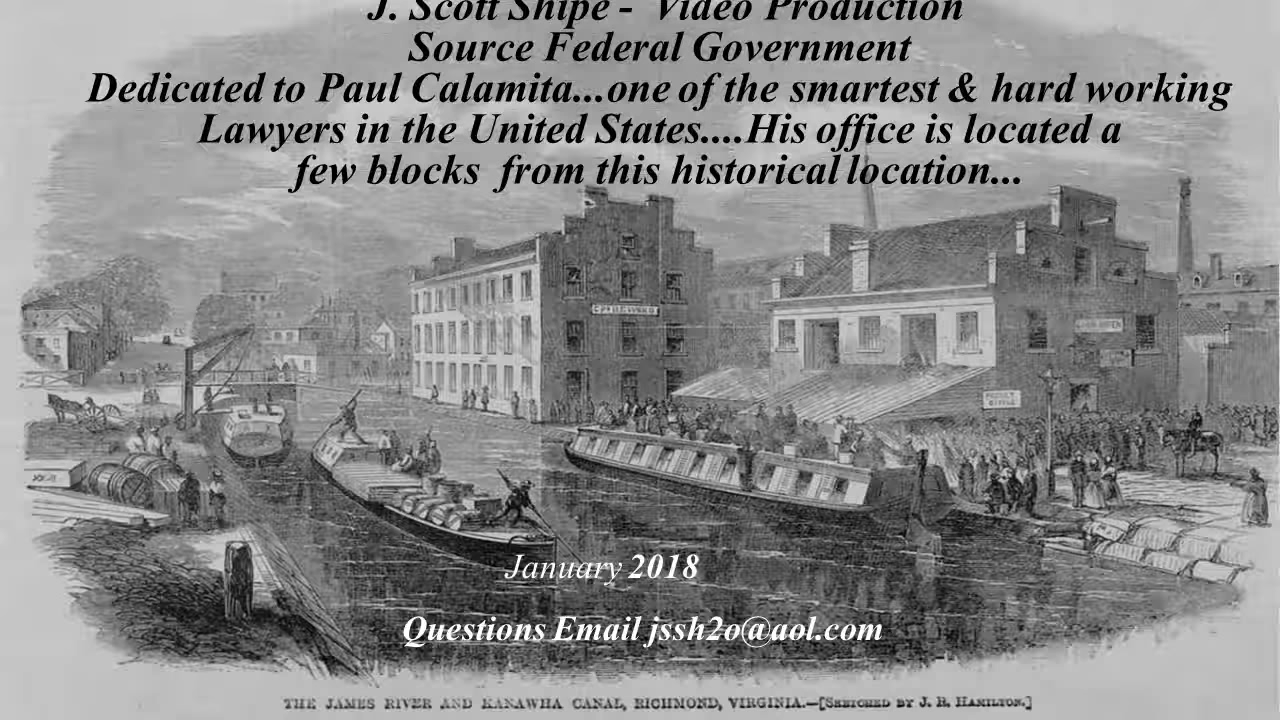 J. Scott Shipe - Video Production
Source Federal Government
Dedicated to Paul Calamita...one of the smartest & hard working
Lawyers in the United States....His office is located a
few blocks from this historical location...
January 2018
Questions Email jssh2o@aol.com
THE JAMES RIVER AND KANAWHA CANAL, RICHMOND, VIRGINIA.—[SKETCHED BY J. R. HAMILTON.]